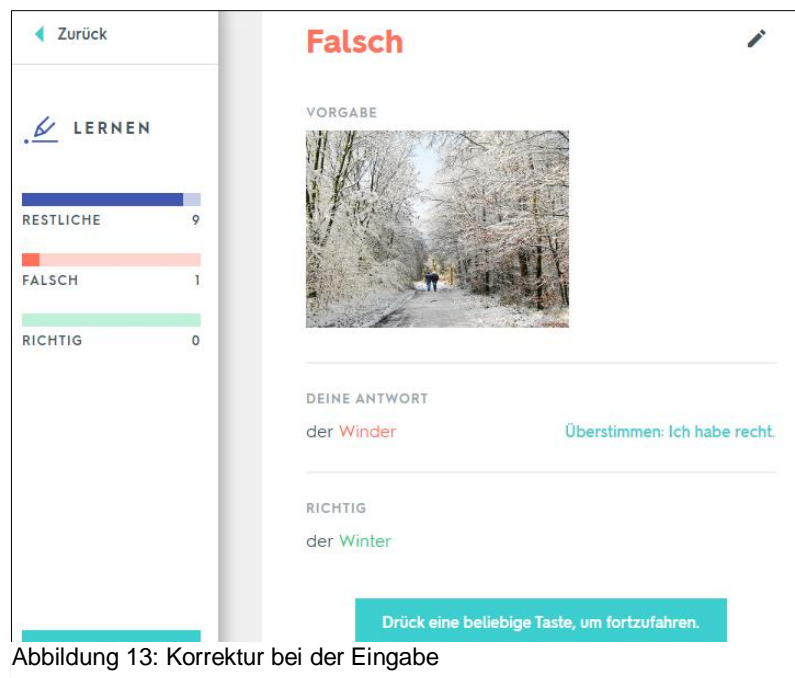 Zurück
LERNEN
RESTLICHE 9
FALSCH 1
RICHTIG 0
Falsch
VORGABE
DEINE ANTWORT
der Winder Überstimmen: Ich habe recht.
RICHTIG
der Winter
Drück eine beliebige Taste, um fortzufahren.
Abbildung 13: Korrektur bei der Eingabe